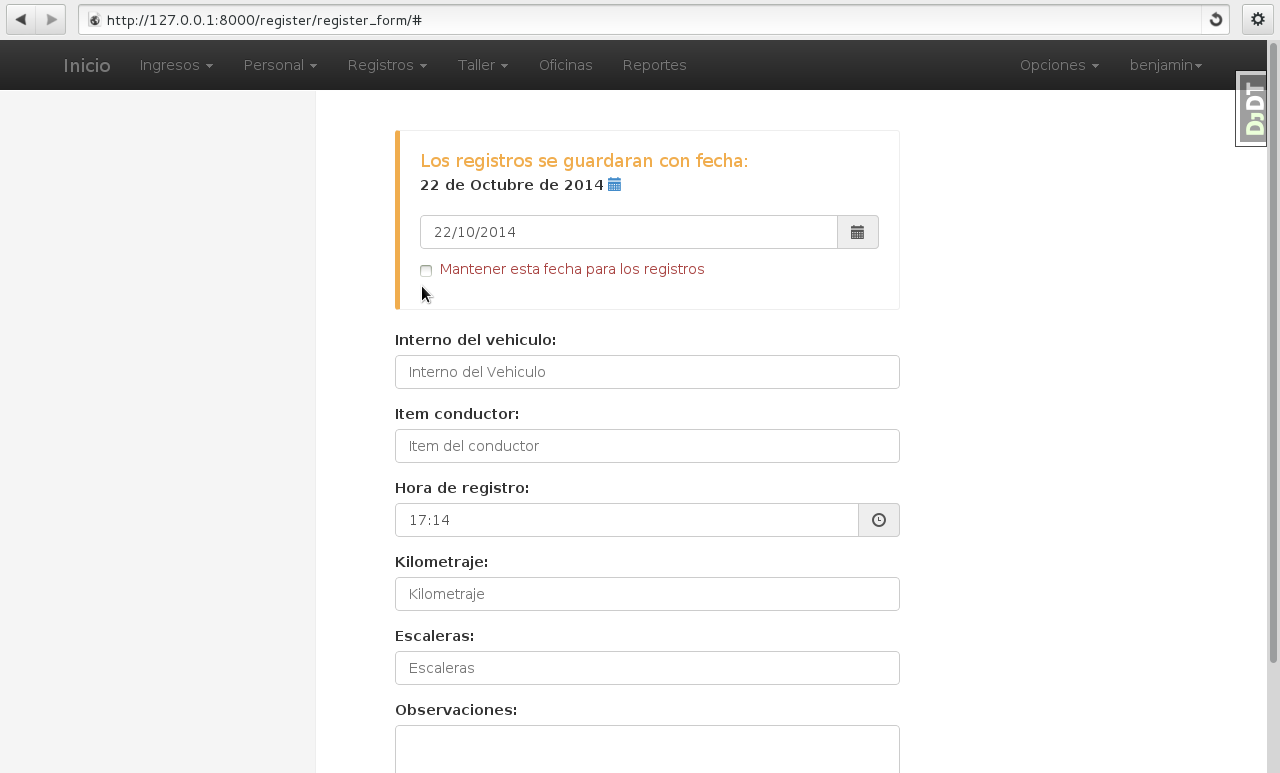 http://127.0.0.1:8000/register/register_form/#
Inicio Ingresos Personal Registros Taller Oficinas Reportes Opciones benjamin
DJDT
Los registros se guardaran con fecha:
22 de Octubre de 2014
22/10/2014
Mantener esta fecha para los registros
Interno del vehiculo:
Interno del Vehiculo
Item conductor:
Item del conductor
Hora de registro:
17:14
Kilometraje:
Kilometraje
Escaleras:
Escaleras
Observaciones: